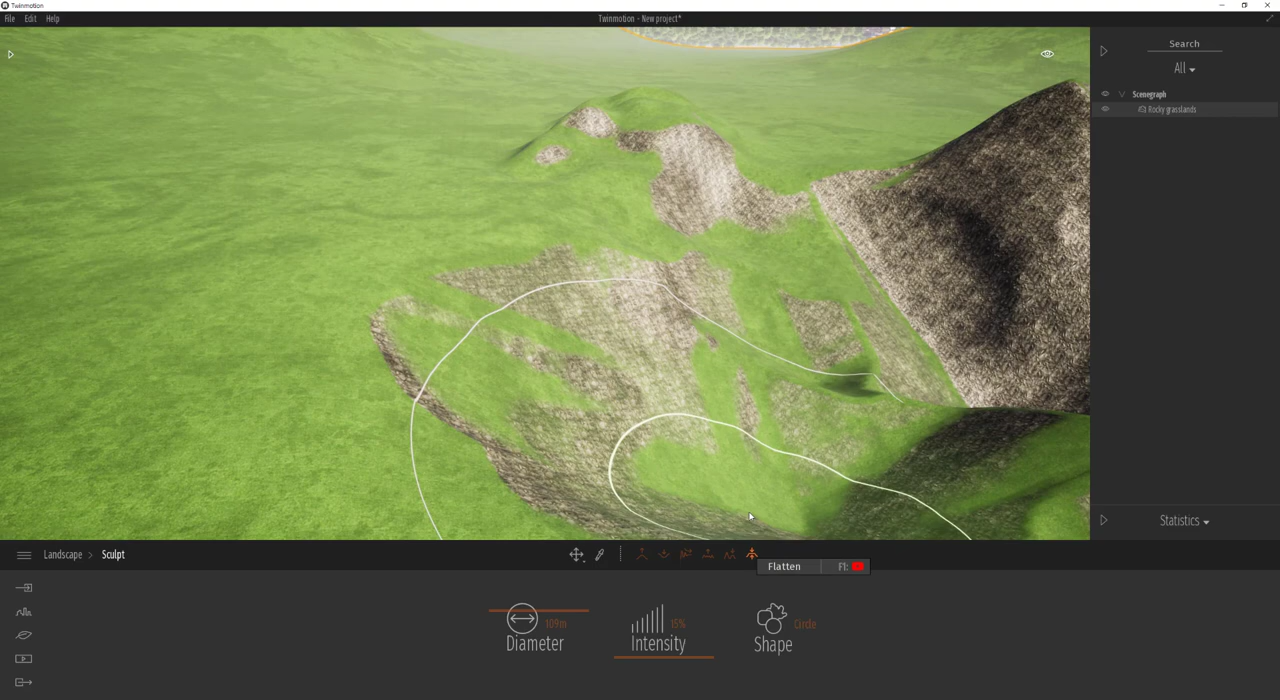 Twinmotion
File Edit Help
Twinmotion - New project*
Search
All
Scenegraph
Rocky grasslands
Statistics
Landscape > Sculpt
Flatten F1:
109m
Diameter
15%
Intensity
Circle
Shape